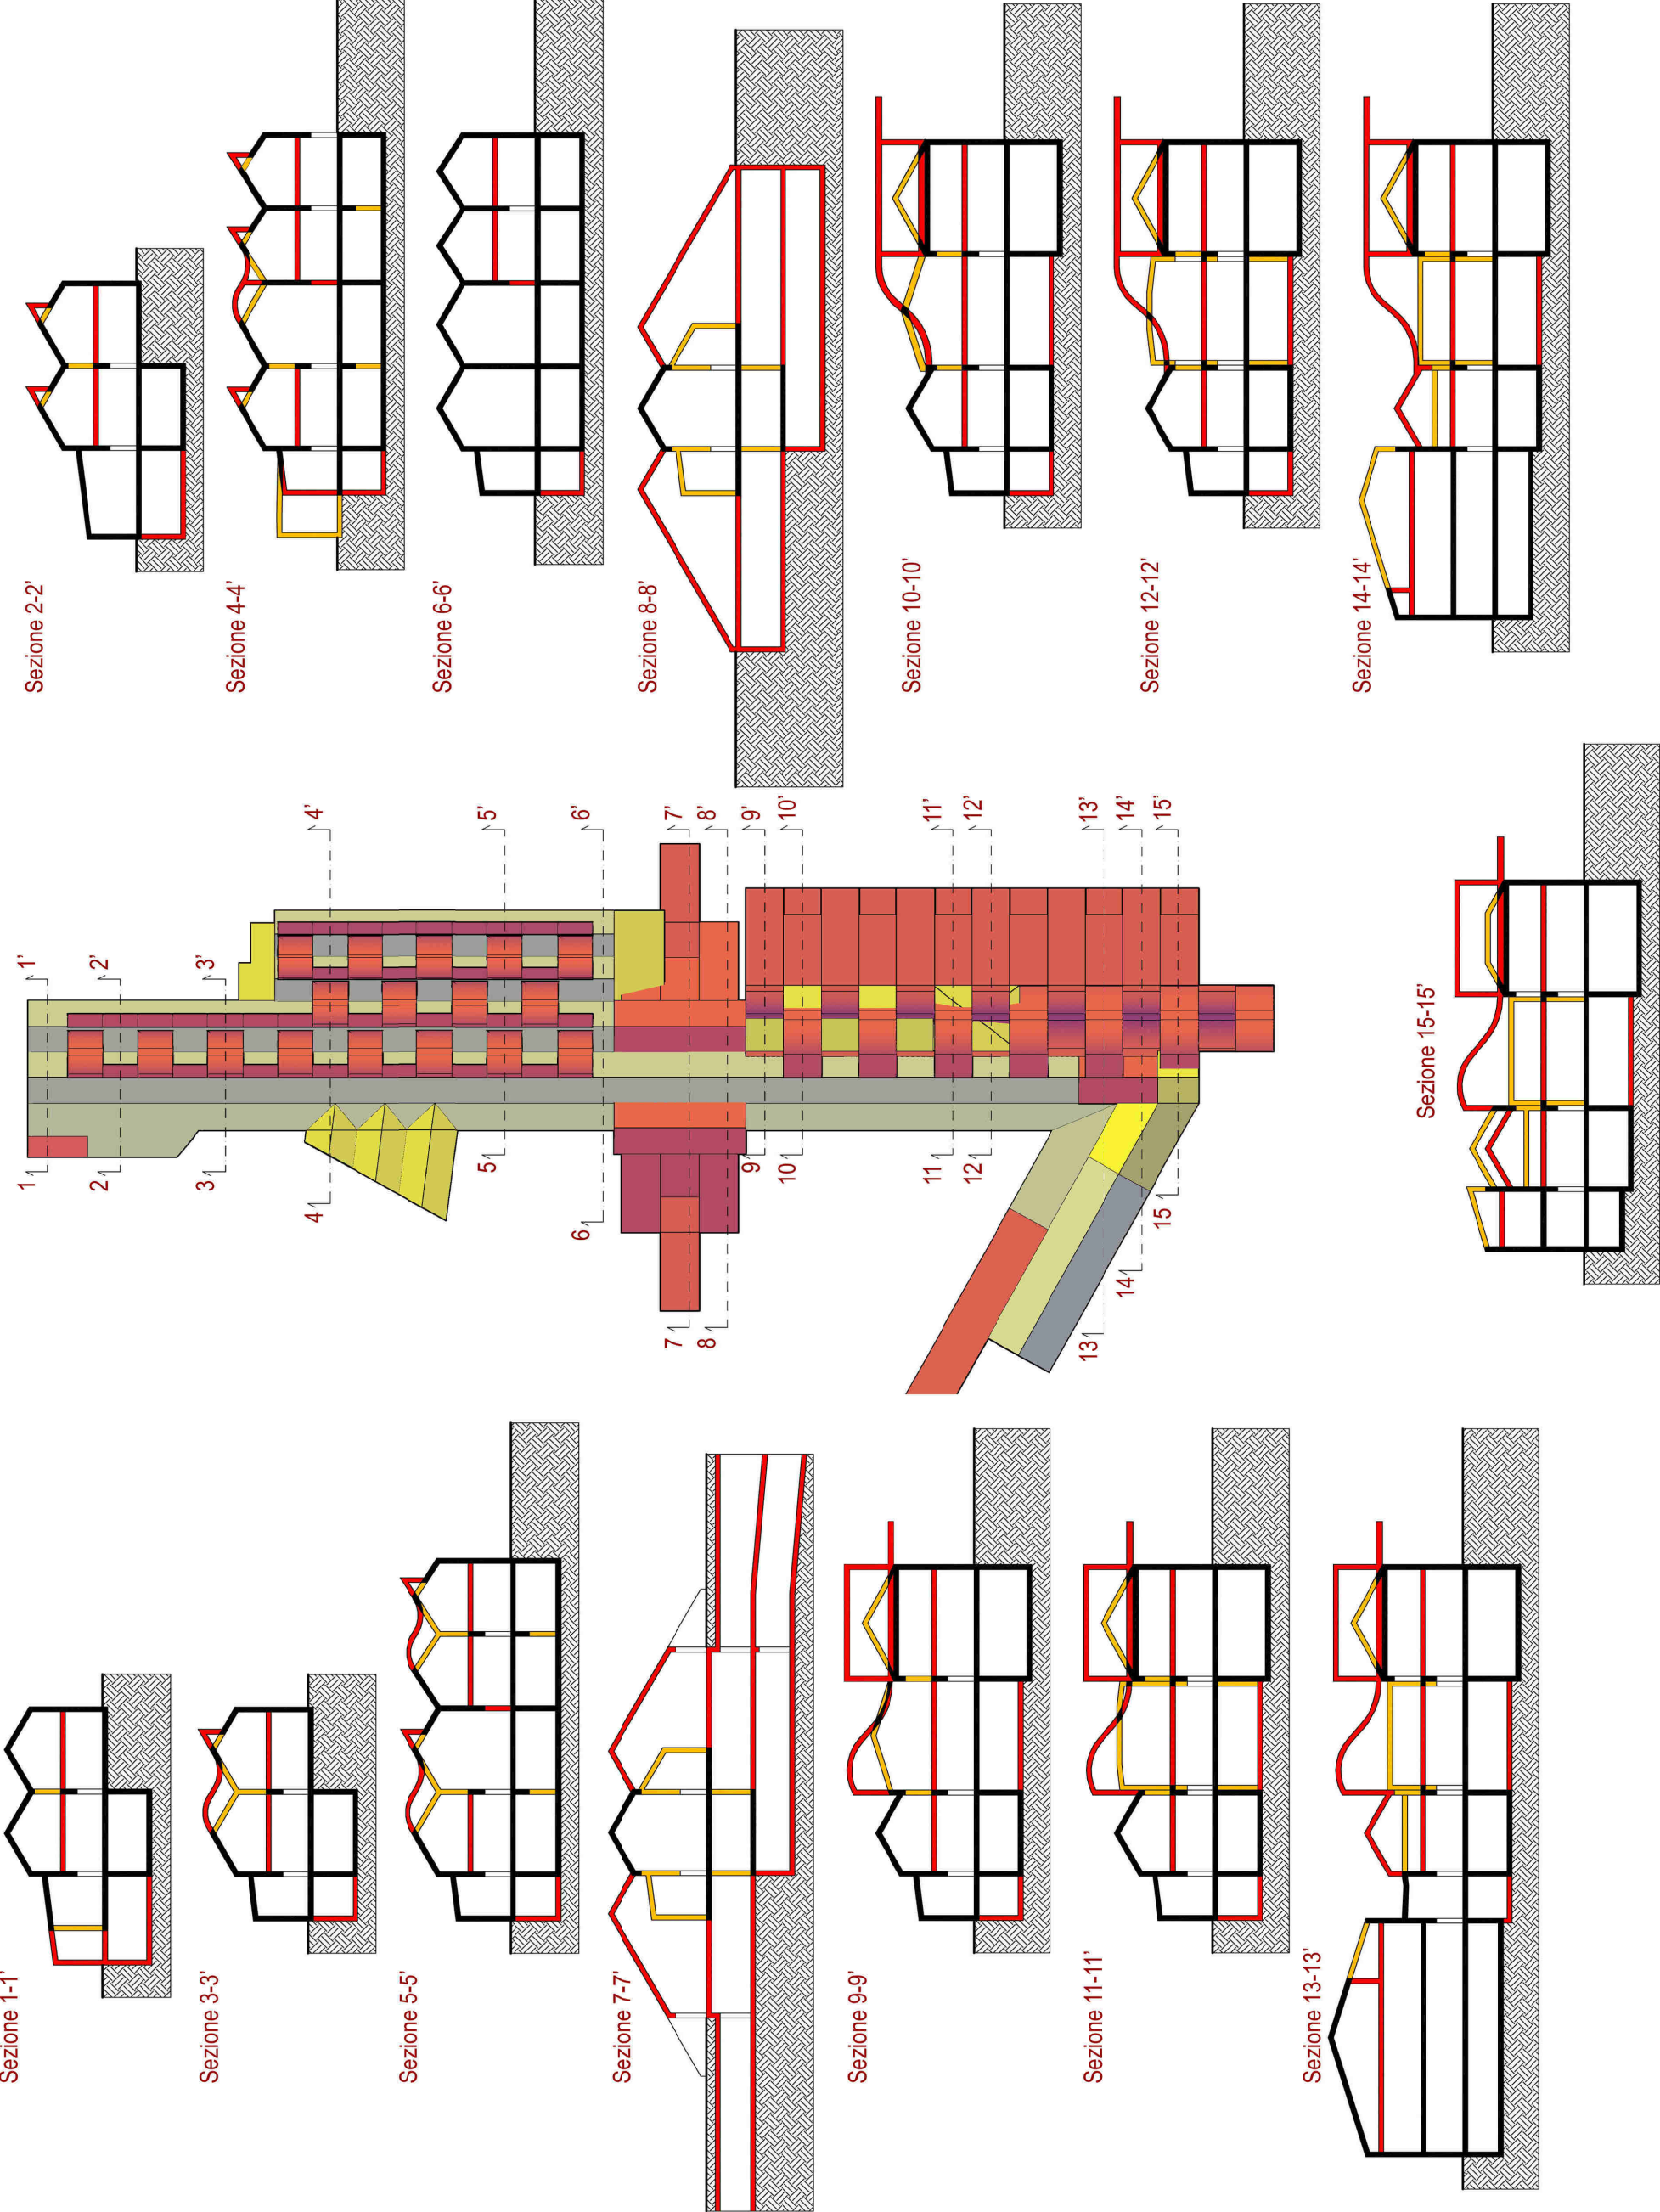 Sezione 1-1'
Sezione 2-2'
Sezione 3-3'
Sezione 4-4'
Sezione 5-5'
Sezione 6-6'
Sezione 7-7'
Sezione 8-8'
Sezione 9-9'
Sezione 10-10'
Sezione 11-11'
Sezione 12-12'
Sezione 13-13'
Sezione 14-14'
Sezione 15-15'
1
1'
2
2'
3
3'
4
4'
5
5'
6
6'
7
7'
8
8'
9
9'
10
10'
11
11'
12
12'
13
13'
14
14'
15
15'